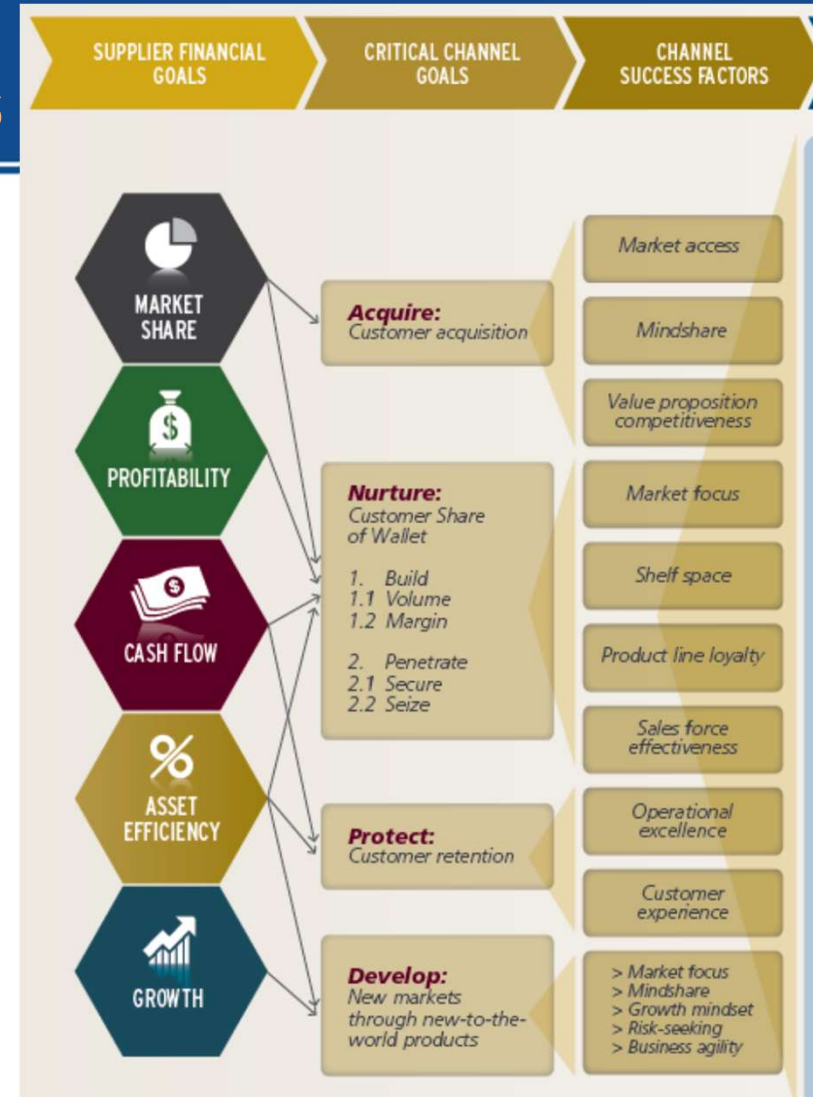 SUPPLIER FINANCIAL
GOALS
CRITICAL CHANNEL
GOALS
CHANNEL
SUCCESS FACTORS
MARKET
SHARE
PROFITABILITY
CASH FLOW
ASSET
EFFICIENCY
GROWTH
Acquire:
Customer acquisition
Nurture:
Customer Share
of Wallet
1. Build
1.1 Volume
1.2 Margin
2. Penetrate
2.1 Secure
2.2 Seize
Protect:
Customer retention
Develop:
New markets
through new-to-the-
world products
Market access
Mindshare
Value proposition
competitiveness
Market focus
Shelf space
Product line loyalty
Sales force
effectiveness
Operational
excellence
Customer
experience
> Market focus
> Mindshare
> Growth mindset
> Risk-seeking
> Business agility